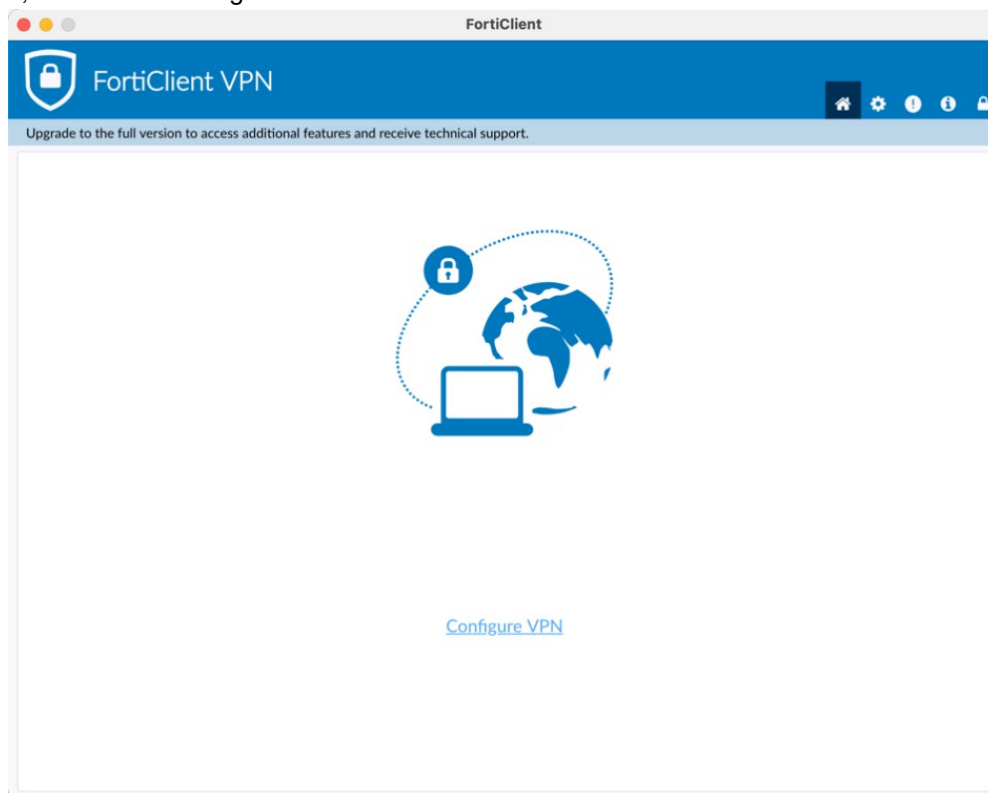 FortiClient
FortiClient VPN
Upgrade to the full version to access additional features and receive technical support.
Configure VPN